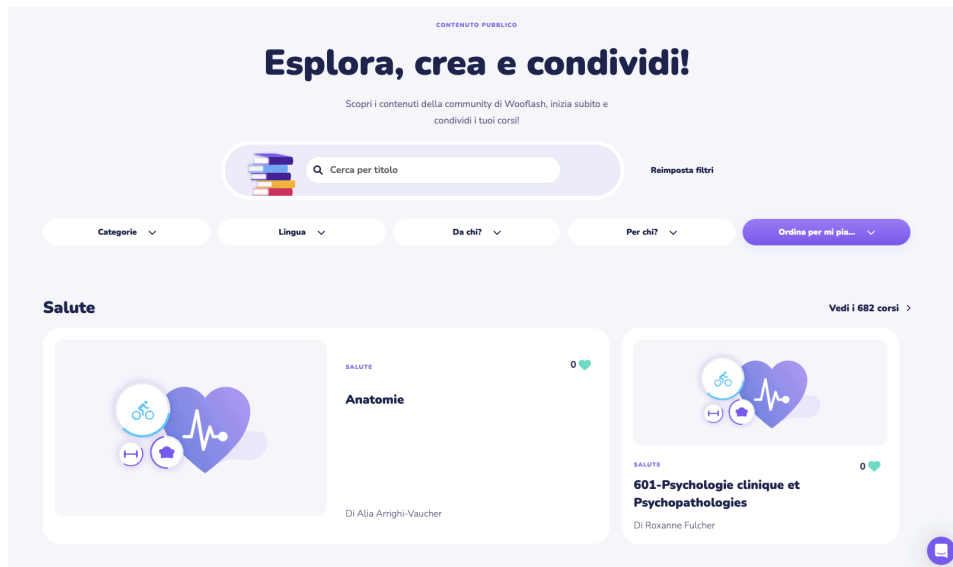 CONTENUTO PUBBLICO
Esplora, crea e condividi!
Scopri i contenuti della community di Wooflash, inizia subito e
condividi i tuoi corsi!
Cerca per titolo
Reimposta filtri
Categorie
Lingua
Da chi?
Per chi?
Ordina per mi pia...
Salute
Vedi i 682 corsi
SALUTE
0
Anatomie
Di Alia Arrighi-Vaucher
SALUTE
0
601-Psychologie clinique et
Psychopathologies
Di Roxanne Fulcher